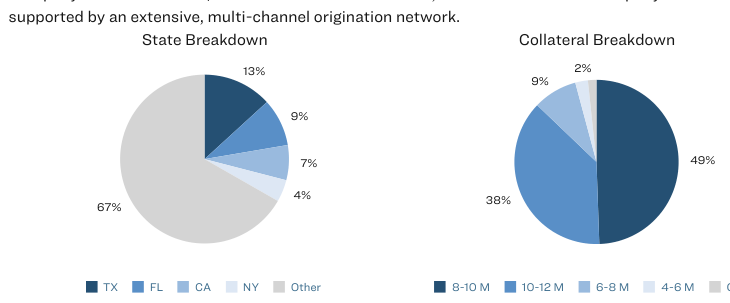 supported by an extensive, multi-channel origination network.
State Breakdown
13%
9%
7%
4%
67%
TX FL CA NY Other
Collateral Breakdown
2%
9%
49%
38%
8-10 M 10-12 M 6-8 M 4-6 M